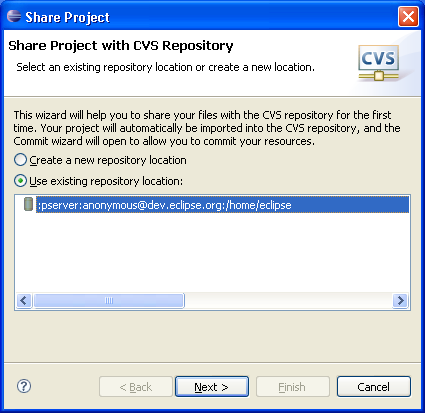 Share Project
Share Project with CVS Repository
Select an existing repository location or create a new location.
CVS
This wizard will help you to share your files with the CVS repository for the first
time. Your project will automatically be imported into the CVS repository, and the
Commit wizard will open to allow you to commit your resources.
Create a new repository location
Use existing repository location:
:pserver:anonymous@dev.eclipse.org:/home/eclipse
?
< Back
Next >
Finish
Cancel